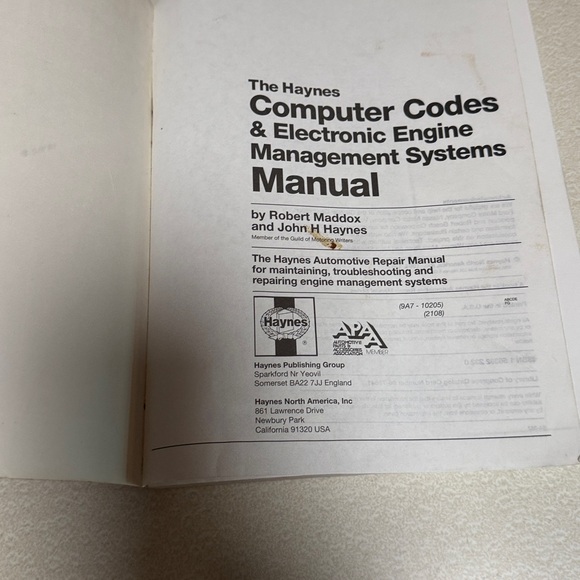 The Haynes
Computer Codes
& Electronic Engine
Management Systems
Manual
by Robert Maddox
and John H Haynes
Member of the Guild of Motoring Writers
The Haynes Automotive Repair Manual
for maintaining, troubleshooting and
repairing engine management systems
(9A7 - 10205)
(2108)
Haynes
®
APAA
AUTOMOTIVE
PARTS &
ACCESSORIES
ASSOCIATION
MEMBER
Haynes Publishing Group
Sparkford Nr Yeovil
Somerset BA22 7JJ England
Haynes North America, Inc
861 Lawrence Drive
Newbury Park
California 91320 USA